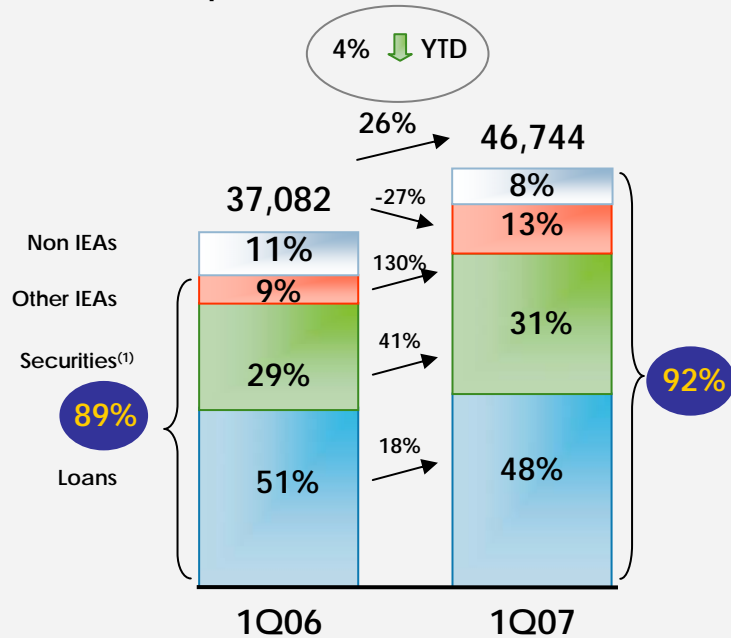 4% YTD
26%
46,744
37,082
-27%
8%
Non IEAs
11%
13%
130%
Other IEAs
9%
41%
31%
Securities(1)
29%
92%
89%
18%
Loans
51%
48%
1Q06
1Q07